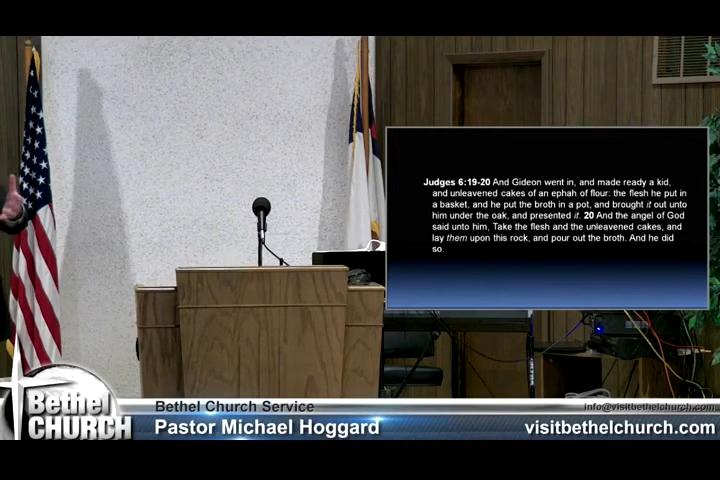 Judges 6:19-20 And Gideon went in, and made ready a kid,
and unleavened cakes of an ephah of flour: the flesh he put in
a basket, and he put the broth in a pot, and brought it out unto
him under the oak, and presented it. 20 And the angel of God
said unto him, Take the flesh and the unleavened cakes, and
lay them upon this rock, and pour out the broth. And he did
so.
Bethel
CHURCH
Bethel Church Service
info@visitbethelchurch.com
Pastor Michael Hoggard
visitbethelchurch.com